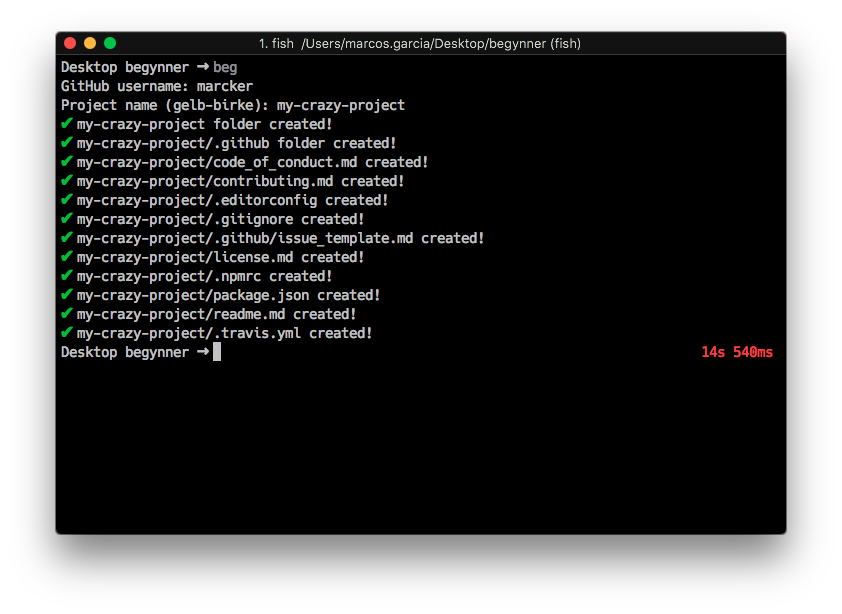 1. fish  /Users/marcos.garcia/Desktop/begynner (fish)
Desktop begynner → beg
GitHub username: marcker
Project name (gelb-birke): my-crazy-project
✔ my-crazy-project folder created!
✔ my-crazy-project/.github folder created!
✔ my-crazy-project/code_of_conduct.md created!
✔ my-crazy-project/contributing.md created!
✔ my-crazy-project/.editorconfig created!
✔ my-crazy-project/.gitignore created!
✔ my-crazy-project/.github/issue_template.md created!
✔ my-crazy-project/license.md created!
✔ my-crazy-project/.npmrc created!
✔ my-crazy-project/package.json created!
✔ my-crazy-project/readme.md created!
✔ my-crazy-project/.travis.yml created!
Desktop begynner → 14s 540ms